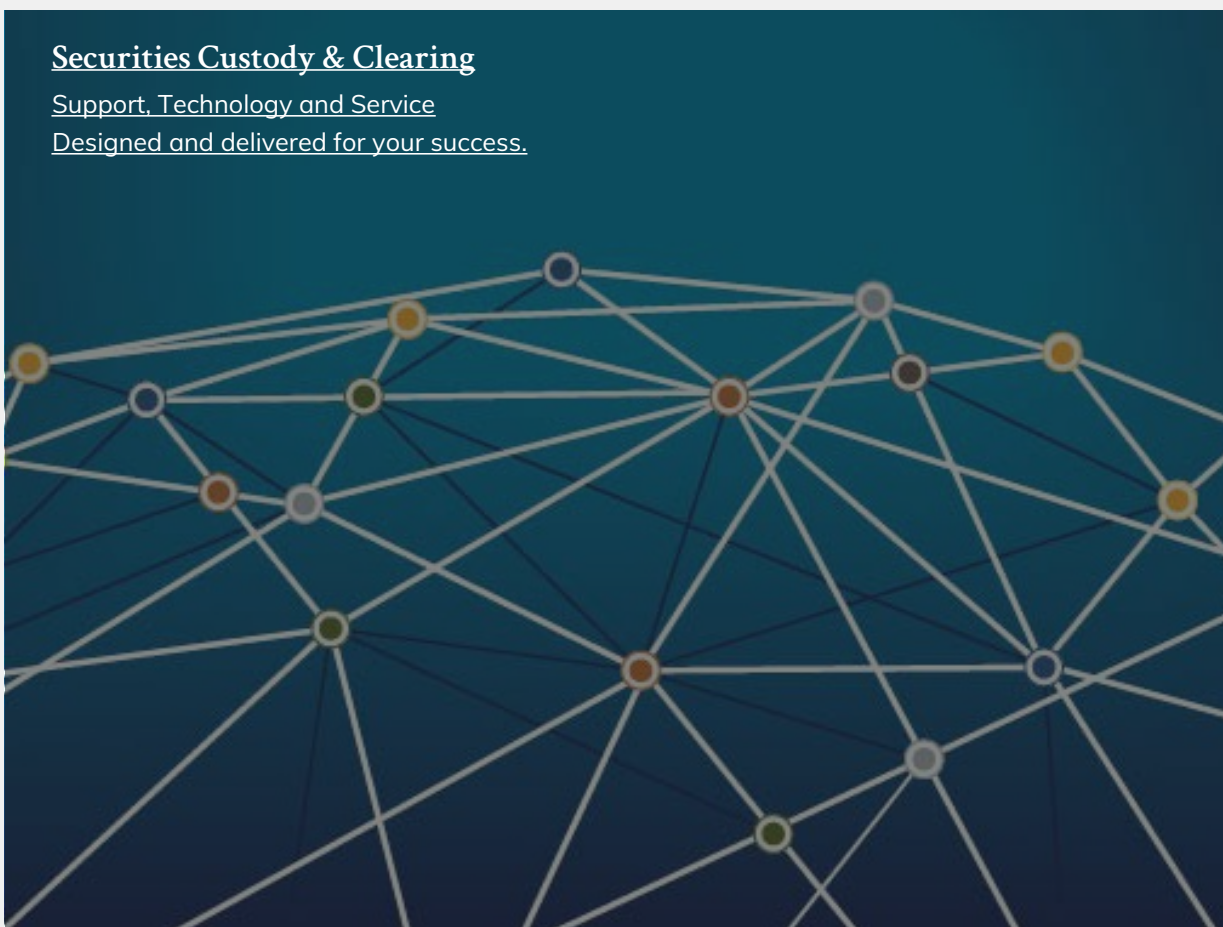 Securities Custody & Clearing
Support, Technology and Service
Designed and delivered for your success.